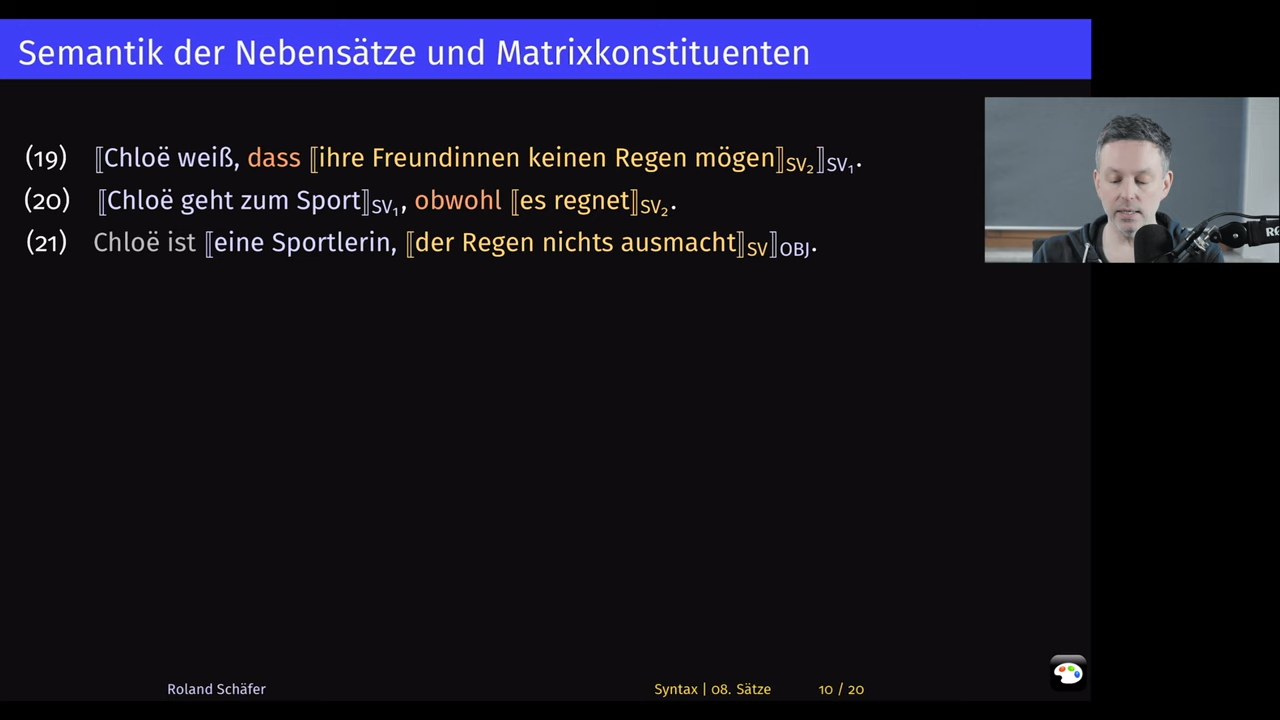 Semantik der Nebensätze und Matrixkonstituenten
(19) ⟦Chloë weiß, dass ⟦ihre Freundinnen keinen Regen mögen⟧SV₂⟧SV₁.
(20) ⟦Chloë geht zum Sport⟧SV₁, obwohl ⟦es regnet⟧SV₂.
(21) Chloë ist ⟦eine Sportlerin, ⟦der Regen nichts ausmacht⟧SV⟧OBJ.
Roland Schäfer
Syntax | 08. Sätze
10 / 20